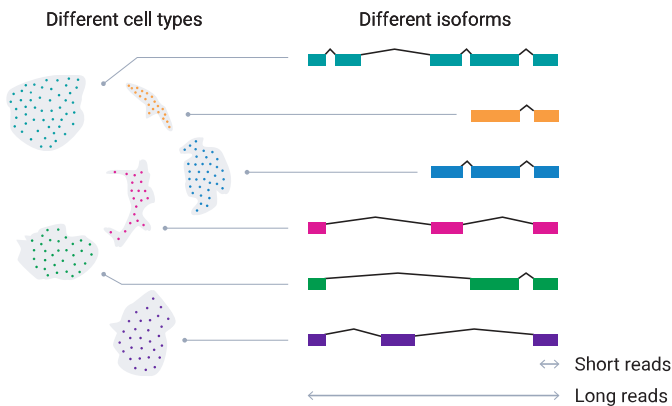 Different cell types
Different isoforms
Short reads
Long reads